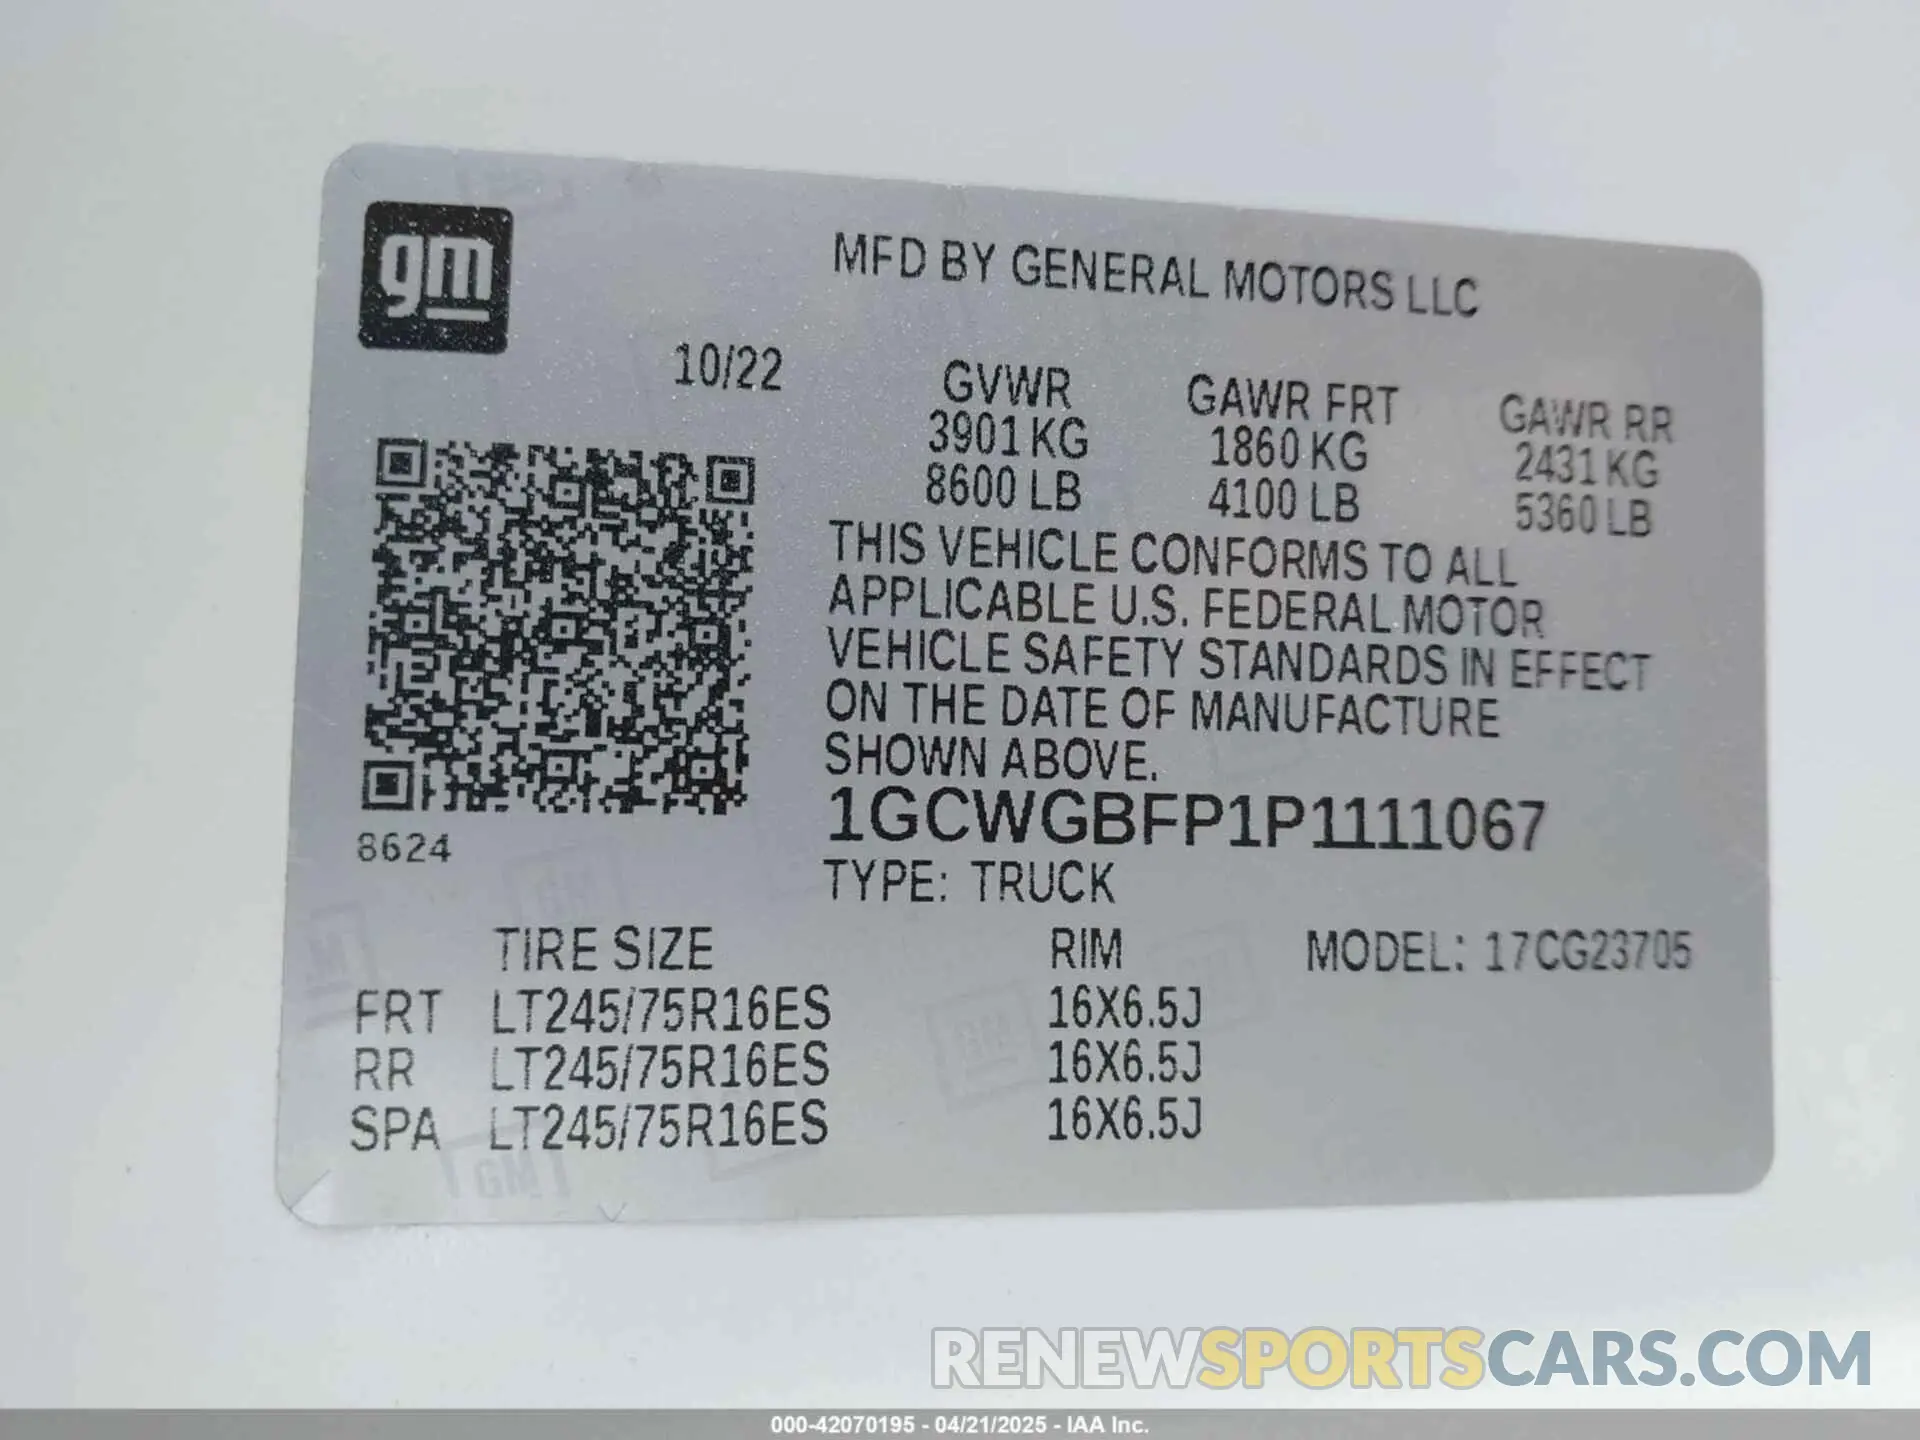 gm
MFD BY GENERAL MOTORS LLC
10/22
GVWR GAWR FRT GAWR RR
3901 KG 1860 KG 2431 KG
8600 LB 4100 LB 5360 LB
THIS VEHICLE CONFORMS TO ALL
APPLICABLE U.S. FEDERAL MOTOR
VEHICLE SAFETY STANDARDS IN EFFECT
ON THE DATE OF MANUFACTURE
SHOWN ABOVE.
1GCWGBFP1P1111067
8624
TYPE: TRUCK
TIRE SIZE RIM MODEL: 17CG23705
FRT LT245/75R16ES 16X6.5J
RR LT245/75R16ES 16X6.5J
SPA LT245/75R16ES 16X6.5J
RENEWSPORTSCARS.COM
000-42070195 - 04/21/2025 - IAA Inc.